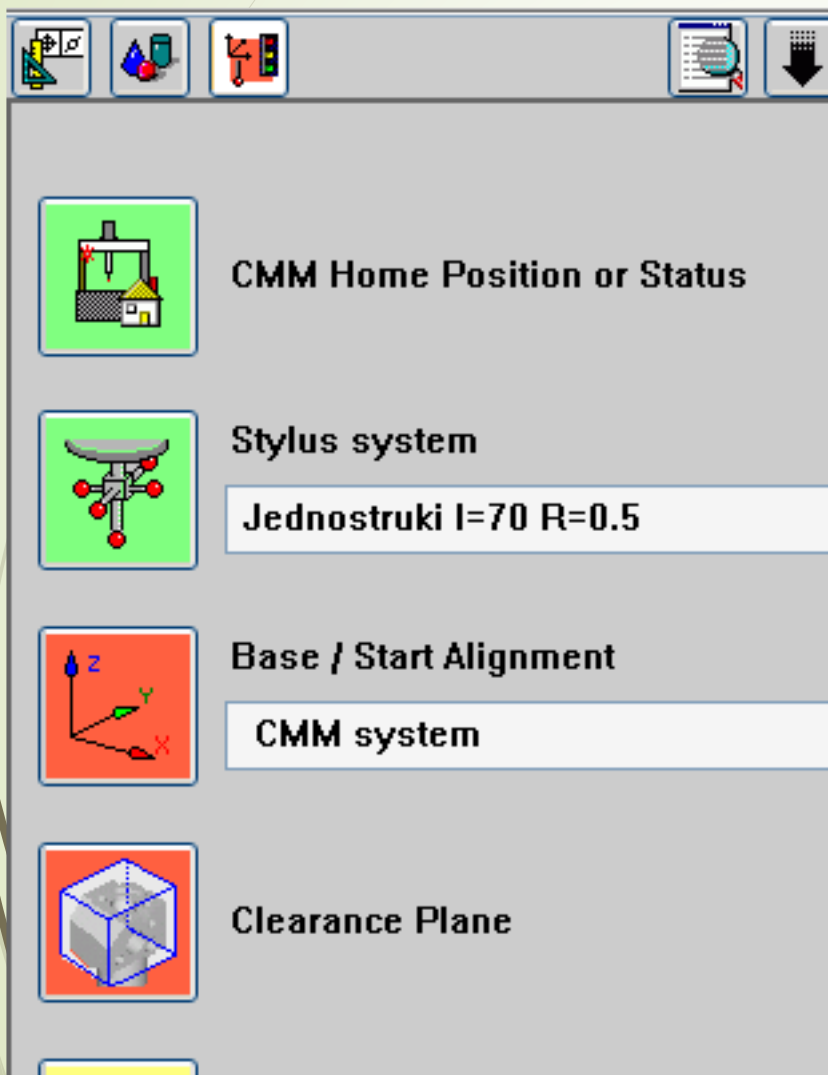 CMM Home Position or Status
Stylus system
Jednostruki l=70 R=0.5
Z
Y
X
Base / Start Alignment
CMM system
Clearance Plane